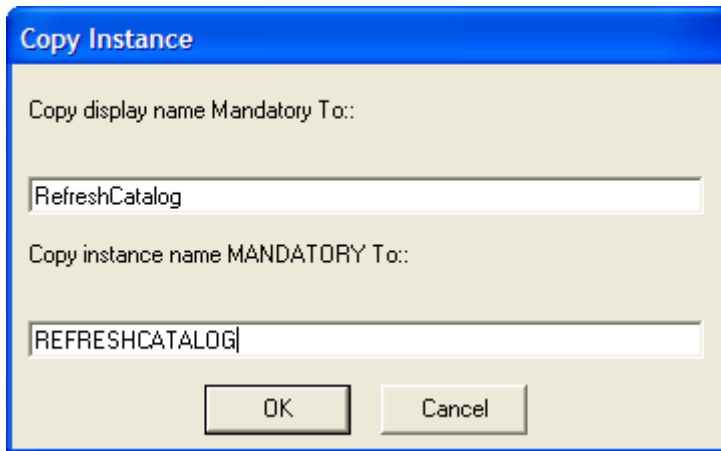 Copy Instance
Copy display name Mandatory To::
RefreshCatalog
Copy instance name MANDATORY To::
REFRESHCATALOG
OK Cancel